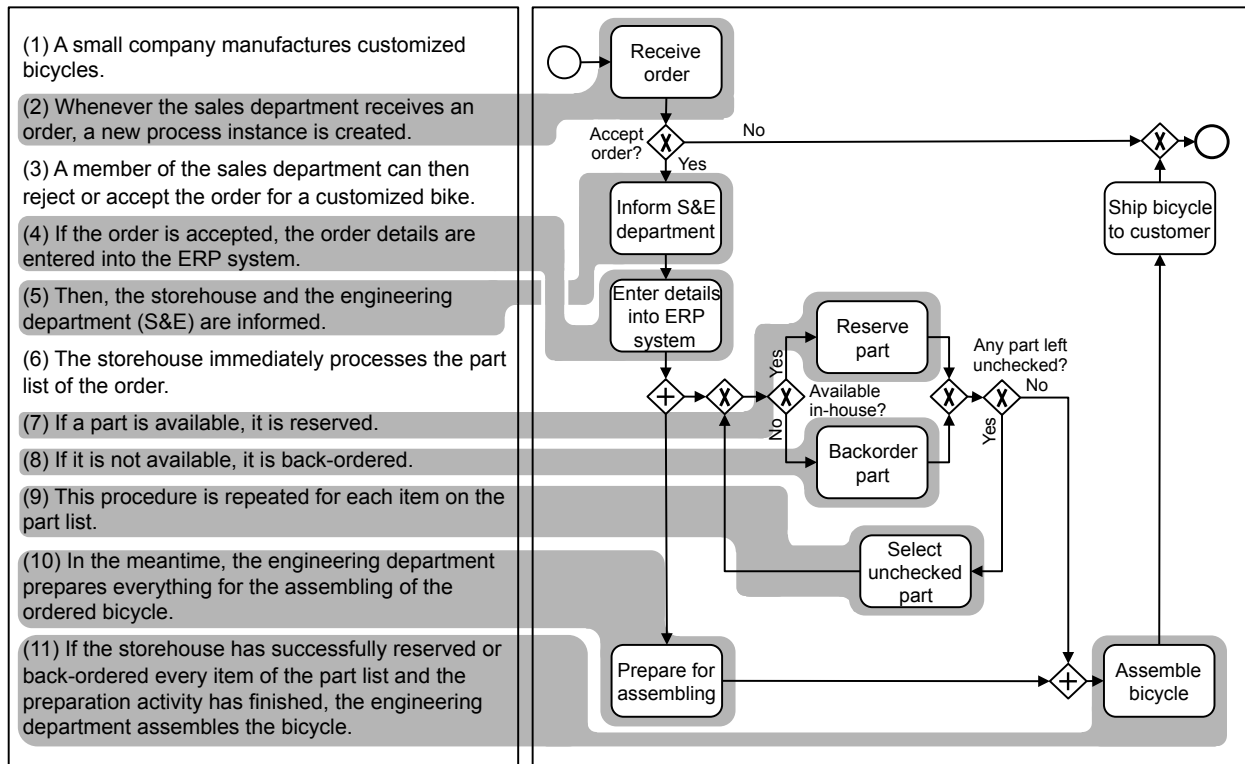 (1) A small company manufactures customized
bicycles.
(2) Whenever the sales department receives an
order, a new process instance is created.
(3) A member of the sales department can then
reject or accept the order for a customized bike.
(4) If the order is accepted, the order details are
entered into the ERP system.
(5) Then, the storehouse and the engineering
department (S&E) are informed.
(6) The storehouse immediately processes the part
list of the order.
(7) If a part is available, it is reserved.
(8) If it is not available, it is back-ordered.
(9) This procedure is repeated for each item on the
part list.
(10) In the meantime, the engineering department
prepares everything for the assembling of the
ordered bicycle.
(11) If the storehouse has successfully reserved or
back-ordered every item of the part list and the
preparation activity has finished, the engineering
department assembles the bicycle.
Receive
order
Accept
order?
No
Yes
Inform S&E
department
Ship bicycle
to customer
Enter details
into ERP
system
Reserve
part
Any part left
unchecked?
Yes
No
Available
in-house?
No
Yes
Backorder
part
Select
unchecked
part
Prepare for
assembling
Assemble
bicycle